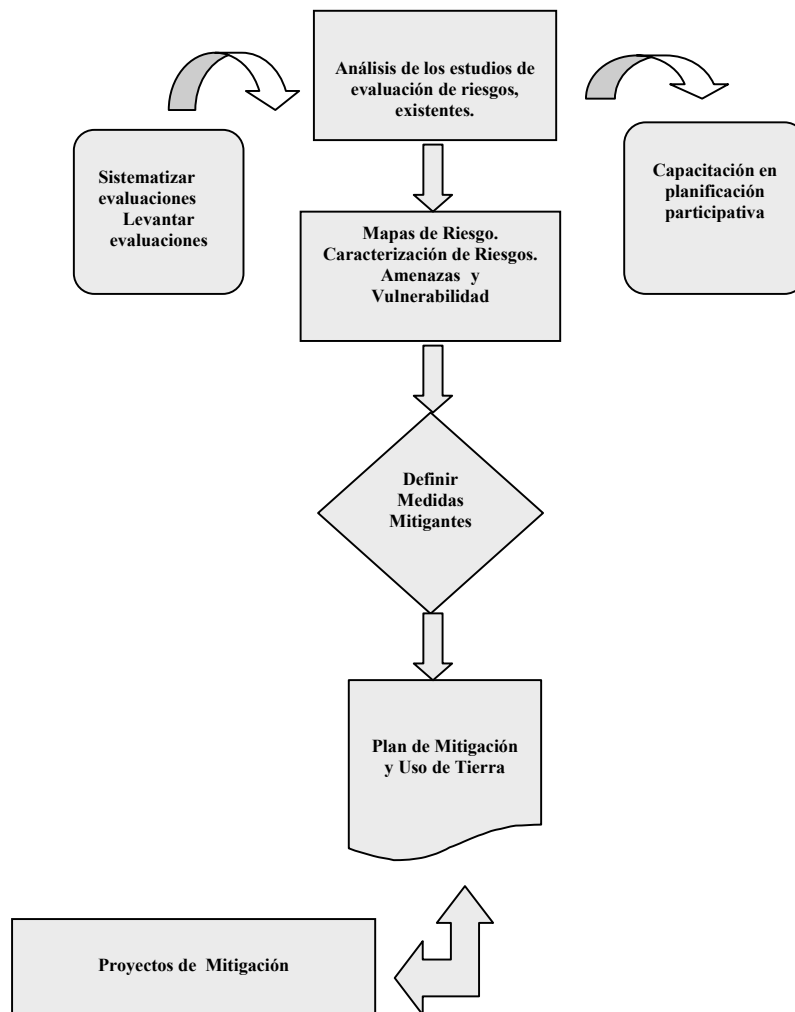 Análisis de los estudios de
evaluación de riesgos,
existentes.
Sistematizar
evaluaciones
Levantar
evaluaciones
Capacitación en
planificación
participativa
Mapas de Riesgo.
Caracterización de Riesgos.
Amenazas y
Vulnerabilidad
Definir
Medidas
Mitigantes
Plan de Mitigación
y Uso de Tierra
Proyectos de Mitigación